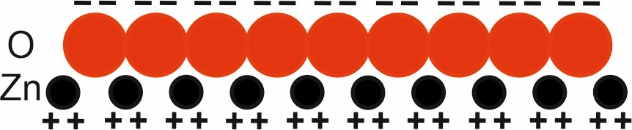 -- -- -- -- -- -- -- -- --
O
Zn
++ ++ ++ ++ ++ ++ ++ ++ ++ ++